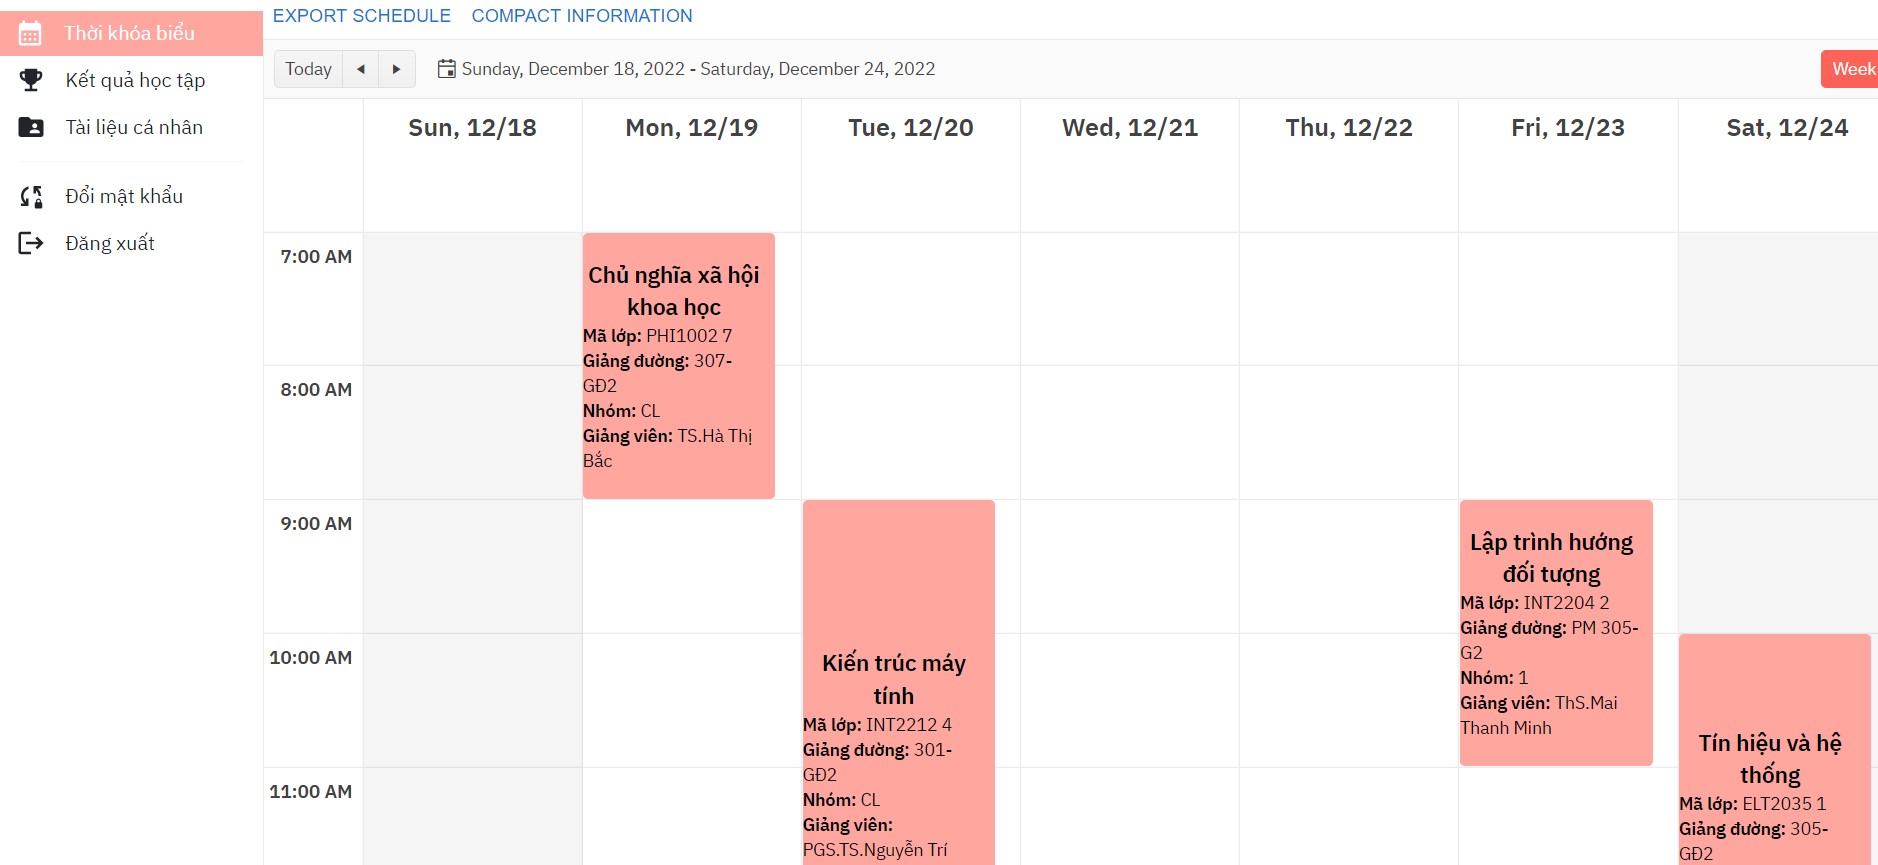 Thời khóa biểu
Kết quả học tập
Tài liệu cá nhân
Đổi mật khẩu
Đăng xuất
EXPORT SCHEDULE COMPACT INFORMATION
Today Sunday, December 18, 2022 - Saturday, December 24, 2022 Week
Sun, 12/18 Mon, 12/19 Tue, 12/20 Wed, 12/21 Thu, 12/22 Fri, 12/23 Sat, 12/24
7:00 AM
8:00 AM
9:00 AM
10:00 AM
11:00 AM
Chủ nghĩa xã hội
khoa học
Mã lớp: PHI1002 7
Giảng đường: 307-
GĐ2
Nhóm: CL
Giảng viên: TS.Hà Thị
Bắc
Kiến trúc máy
tính
Mã lớp: INT2212 4
Giảng đường: 301-
GĐ2
Nhóm: CL
Giảng viên:
PGS.TS.Nguyễn Trí
Lập trình hướng
đối tượng
Mã lớp: INT2204 2
Giảng đường: PM 305-
G2
Nhóm: 1
Giảng viên: ThS.Mai
Thanh Minh
Tín hiệu và hệ
thống
Mã lớp: ELT2035 1
Giảng đường: 305-
GĐ2